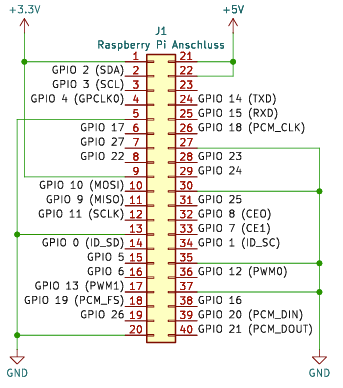 +3.3V
+5V
J1
Raspberry Pi Anschluss
1 21
GPIO 2 (SDA) 2 22
GPIO 3 (SCL) 3 23
GPIO 4 (GPCLK0) 4 24 GPIO 14 (TXD)
5 25 GPIO 15 (RXD)
GPIO 17 6 26 GPIO 18 (PCM_CLK)
GPIO 27 7 27
GPIO 22 8 28 GPIO 23
9 29 GPIO 24
GPIO 10 (MOSI) 10 30
GPIO 9 (MISO) 11 31 GPIO 25
GPIO 11 (SCLK) 12 32 GPIO 8 (CE0)
13 33 GPIO 7 (CE1)
GPIO 0 (ID_SD) 14 34 GPIO 1 (ID_SC)
GPIO 5 15 35
GPIO 6 16 36 GPIO 12 (PWM0)
GPIO 13 (PWM1) 17 37
GPIO 19 (PCM_FS) 18 38 GPIO 16
GPIO 26 19 39 GPIO 20 (PCM_DIN)
20 40 GPIO 21 (PCM_DOUT)
GND
GND